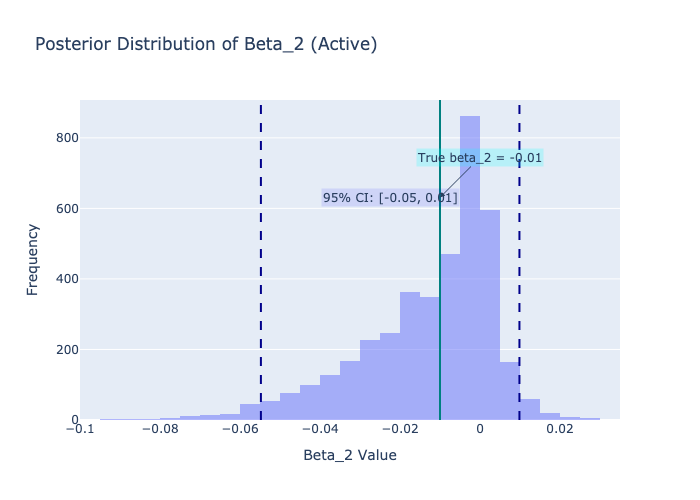 Posterior Distribution of Beta_2 (Active)
800
600
400
200
0
Frequency
True beta_2 = -0.01
95% CI: [-0.05, 0.01]
−0.1
−0.08
−0.06
−0.04
−0.02
0
0.02
Beta_2 Value